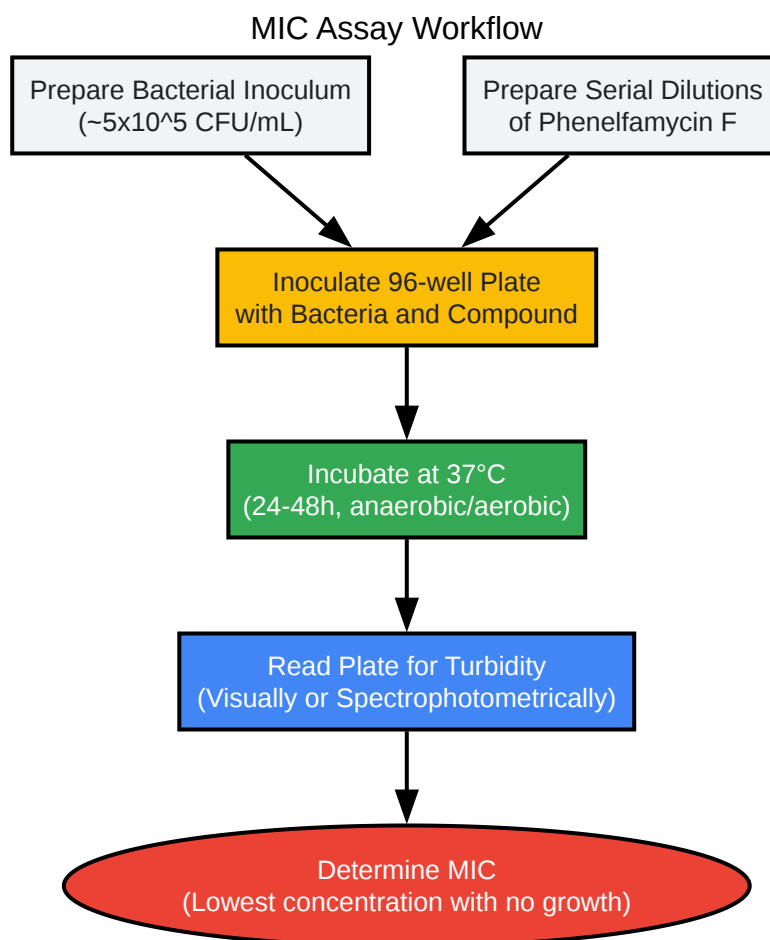 MIC Assay Workflow
Prepare Bacterial Inoculum
(~5x10^5 CFU/mL)
Prepare Serial Dilutions
of Phenelfamycin F
Inoculate 96-well Plate
with Bacteria and Compound
Incubate at 37°C
(24-48h, anaerobic/aerobic)
Read Plate for Turbidity
(Visually or Spectrophotometrically)
Determine MIC
(Lowest concentration with no growth)